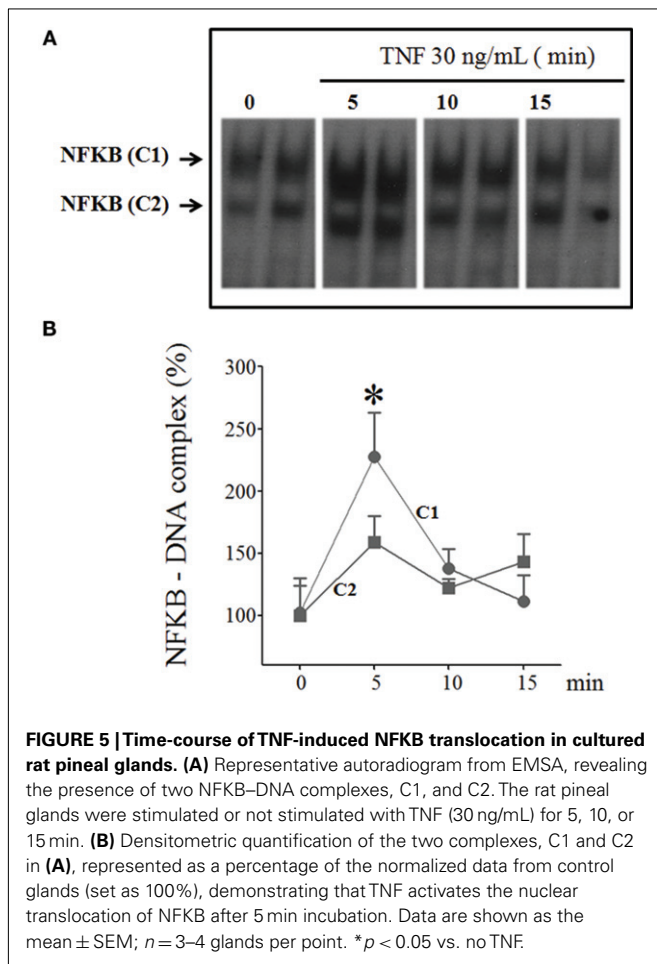 A
TNF 30 ng/mL ( min)
0 5 10 15
NFKB (C1)
NFKB (C2)
B
NFKB - DNA complex (%)
300
250
200
150
100
*
C1
C2
0 5 10 15 min
FIGURE 5 | Time-course of TNF-induced NFKB translocation in cultured
rat pineal glands. (A) Representative autoradiogram from EMSA, revealing
the presence of two NFKB–DNA complexes, C1, and C2. The rat pineal
glands were stimulated or not stimulated with TNF (30 ng/mL) for 5, 10, or
15 min. (B) Densitometric quantification of the two complexes, C1 and C2
in (A), represented as a percentage of the normalized data from control
glands (set as 100%), demonstrating that TNF activates the nuclear
translocation of NFKB after 5 min incubation. Data are shown as the
mean ± SEM; n = 3–4 glands per point. *p < 0.05 vs. no TNF.